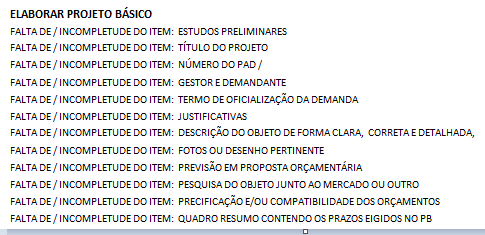 ELABORAR PROJETO BÁSICO
FALTA DE / INCOMPLETUDE DO ITEM: ESTUDOS PRELIMINARES
FALTA DE / INCOMPLETUDE DO ITEM: TÍTULO DO PROJETO
FALTA DE / INCOMPLETUDE DO ITEM: NÚMERO DO PAD /
FALTA DE / INCOMPLETUDE DO ITEM: GESTOR E DEMANDANTE
FALTA DE / INCOMPLETUDE DO ITEM: TERMO DE OFICIALIZAÇÃO DA DEMANDA
FALTA DE / INCOMPLETUDE DO ITEM: JUSTIFICATIVAS
FALTA DE / INCOMPLETUDE DO ITEM: DESCRIÇÃO DO OBJETO DE FORMA CLARA, CORRETA E DETALHADA,
FALTA DE / INCOMPLETUDE DO ITEM: FOTOS OU DESENHO PERTINENTE
FALTA DE / INCOMPLETUDE DO ITEM: PREVISÃO EM PROPOSTA ORÇAMENTÁRIA
FALTA DE / INCOMPLETUDE DO ITEM: PESQUISA DO OBJETO JUNTO AO MERCADO OU OUTRO
FALTA DE / INCOMPLETUDE DO ITEM: PRECIFICAÇÃO E/OU COMPATIBILIDADE DOS ORÇAMENTOS
FALTA DE / INCOMPLETUDE DO ITEM: QUADRO RESUMO CONTENDO OS PRAZOS EIGIDOS NO PB